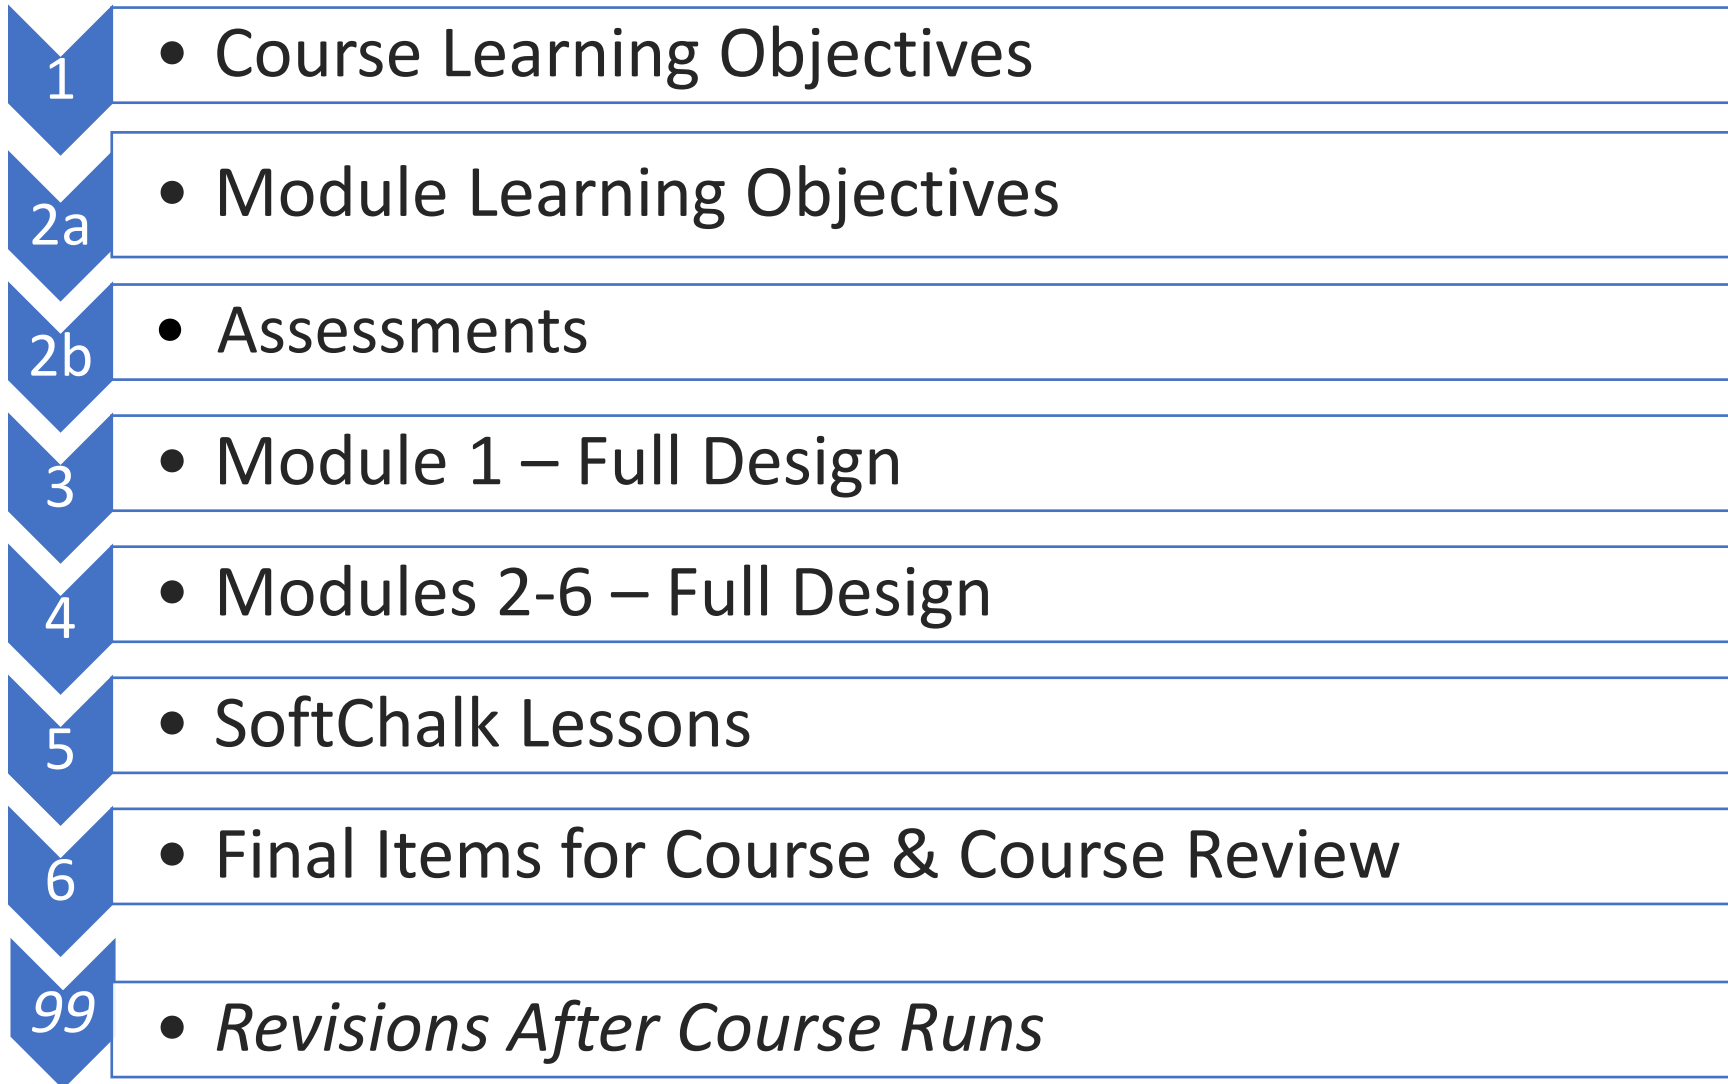 1
• Course Learning Objectives
2a
• Module Learning Objectives
2b
• Assessments
3
• Module 1 – Full Design
4
• Modules 2-6 – Full Design
5
• SoftChalk Lessons
6
• Final Items for Course & Course Review
99
• Revisions After Course Runs